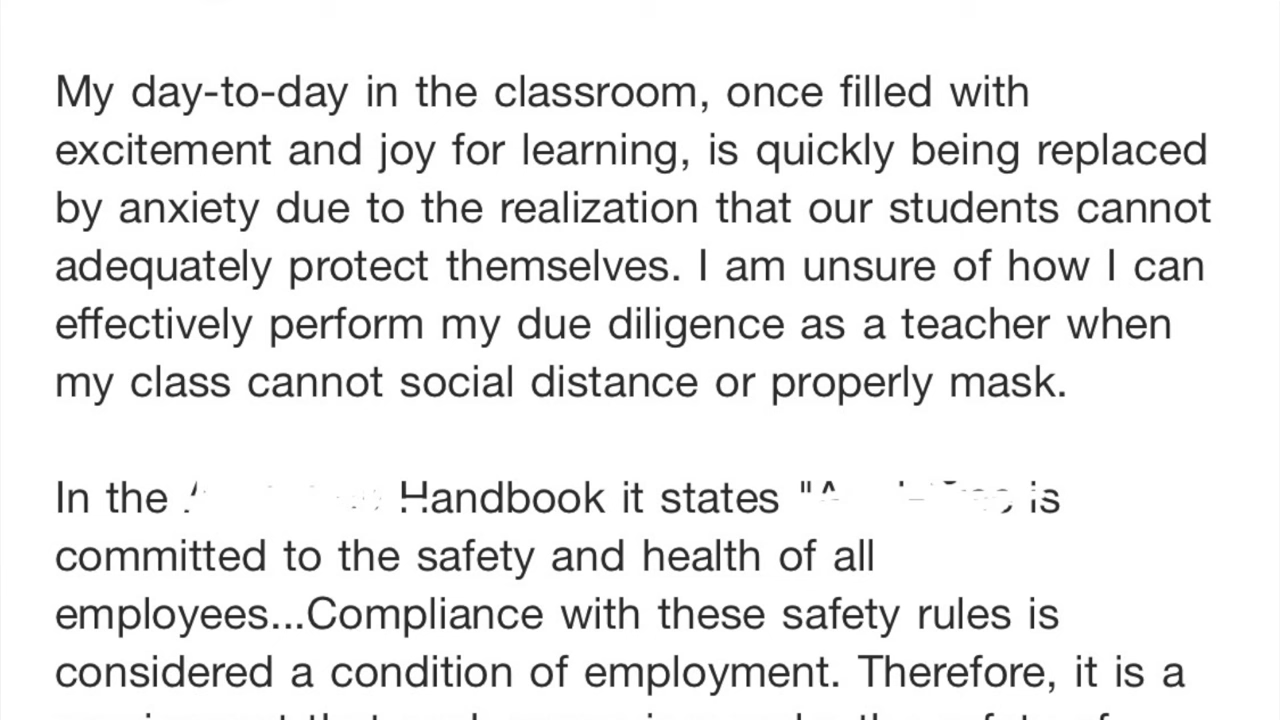 My day-to-day in the classroom, once filled with
excitement and joy for learning, is quickly being replaced
by anxiety due to the realization that our students cannot
adequately protect themselves. I am unsure of how I can
effectively perform my due diligence as a teacher when
my class cannot social distance or properly mask.
In the Handbook it states " is
committed to the safety and health of all
employees...Compliance with these safety rules is
considered a condition of employment. Therefore, it is a